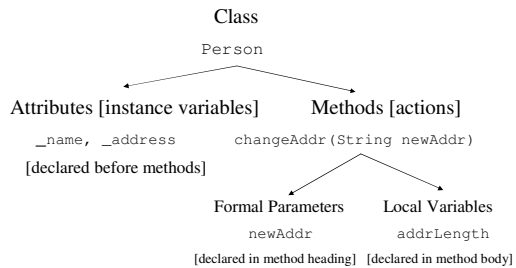 Class
Person
Attributes [instance variables] Methods [actions]
_name, _address changeAddr(String newAddr)
[declared before methods]
Formal Parameters Local Variables
newAddr addrLength
[declared in method heading] [declared in method body]